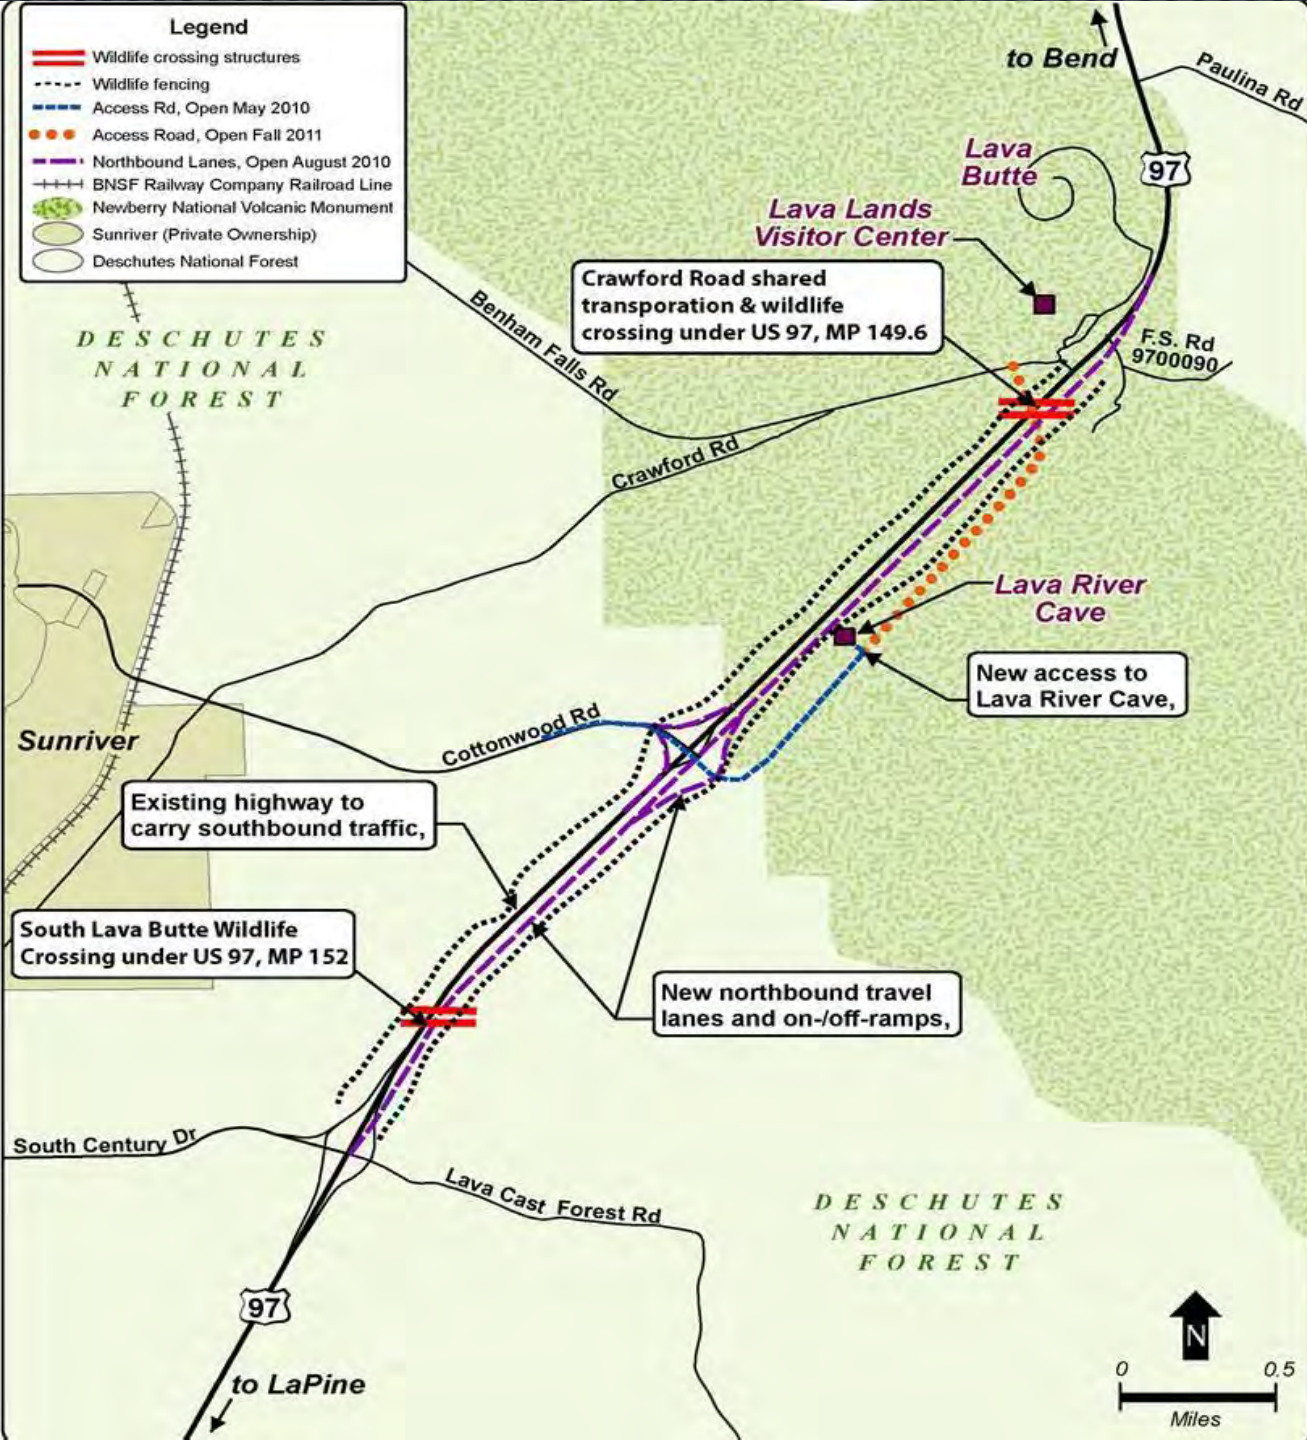 Legend
Wildlife crossing structures
Wildlife fencing
Access Rd, Open May 2010
Access Road, Open Fall 2011
Northbound Lanes, Open August 2010
BNSF Railway Company Railroad Line
Newberry National Volcanic Monument
Sunriver (Private Ownership)
Deschutes National Forest
to Bend
Paulina Rd
97
Lava
Butte
Lava Lands
Visitor Center
Crawford Road shared
transporation & wildlife
crossing under US 97, MP 149.6
F.S. Rd
9700090
Benham Falls Rd
DESCHUTES
NATIONAL
FOREST
Crawford Rd
Lava River
Cave
New access to
Lava River Cave,
Cottonwood Rd
Sunriver
Existing highway to
carry southbound traffic,
South Lava Butte Wildlife
Crossing under US 97, MP 152
New northbound travel
lanes and on-/off-ramps,
South Century Dr
Lava Cast Forest Rd
DESCHUTES
NATIONAL
FOREST
97
to LaPine
N
0 0.5
Miles